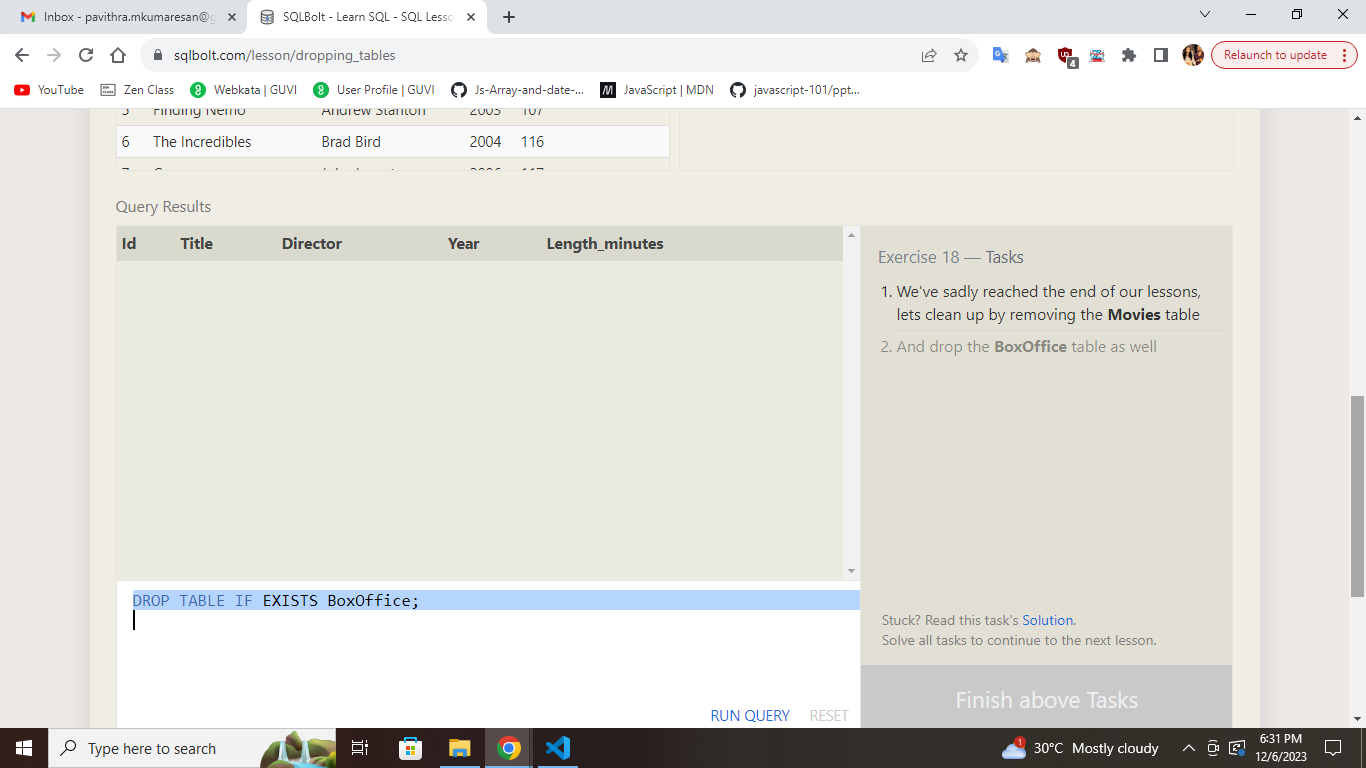 Inbox - pavithra.mkumaresan@g
SQLBolt - Learn SQL - SQL Lesso
sqlbolt.com/lesson/dropping_tables
4
Relaunch to update
YouTube
Zen Class
Webkata | GUVI
User Profile | GUVI
Js-Array-and-date-...
JavaScript | MDN
javascript-101/ppt...
5 Finding Nemo Andrew Stanton 2003 107
6 The Incredibles Brad Bird 2004 116
Query Results
Id Title Director Year Length_minutes
Exercise 18 — Tasks
1. We've sadly reached the end of our lessons,
lets clean up by removing the Movies table
2. And drop the BoxOffice table as well
DROP TABLE IF EXISTS BoxOffice;
Stuck? Read this task's Solution.
Solve all tasks to continue to the next lesson.
RUN QUERY RESET
Finish above Tasks
Type here to search
1
30°C Mostly cloudy
6:31 PM
12/6/2023